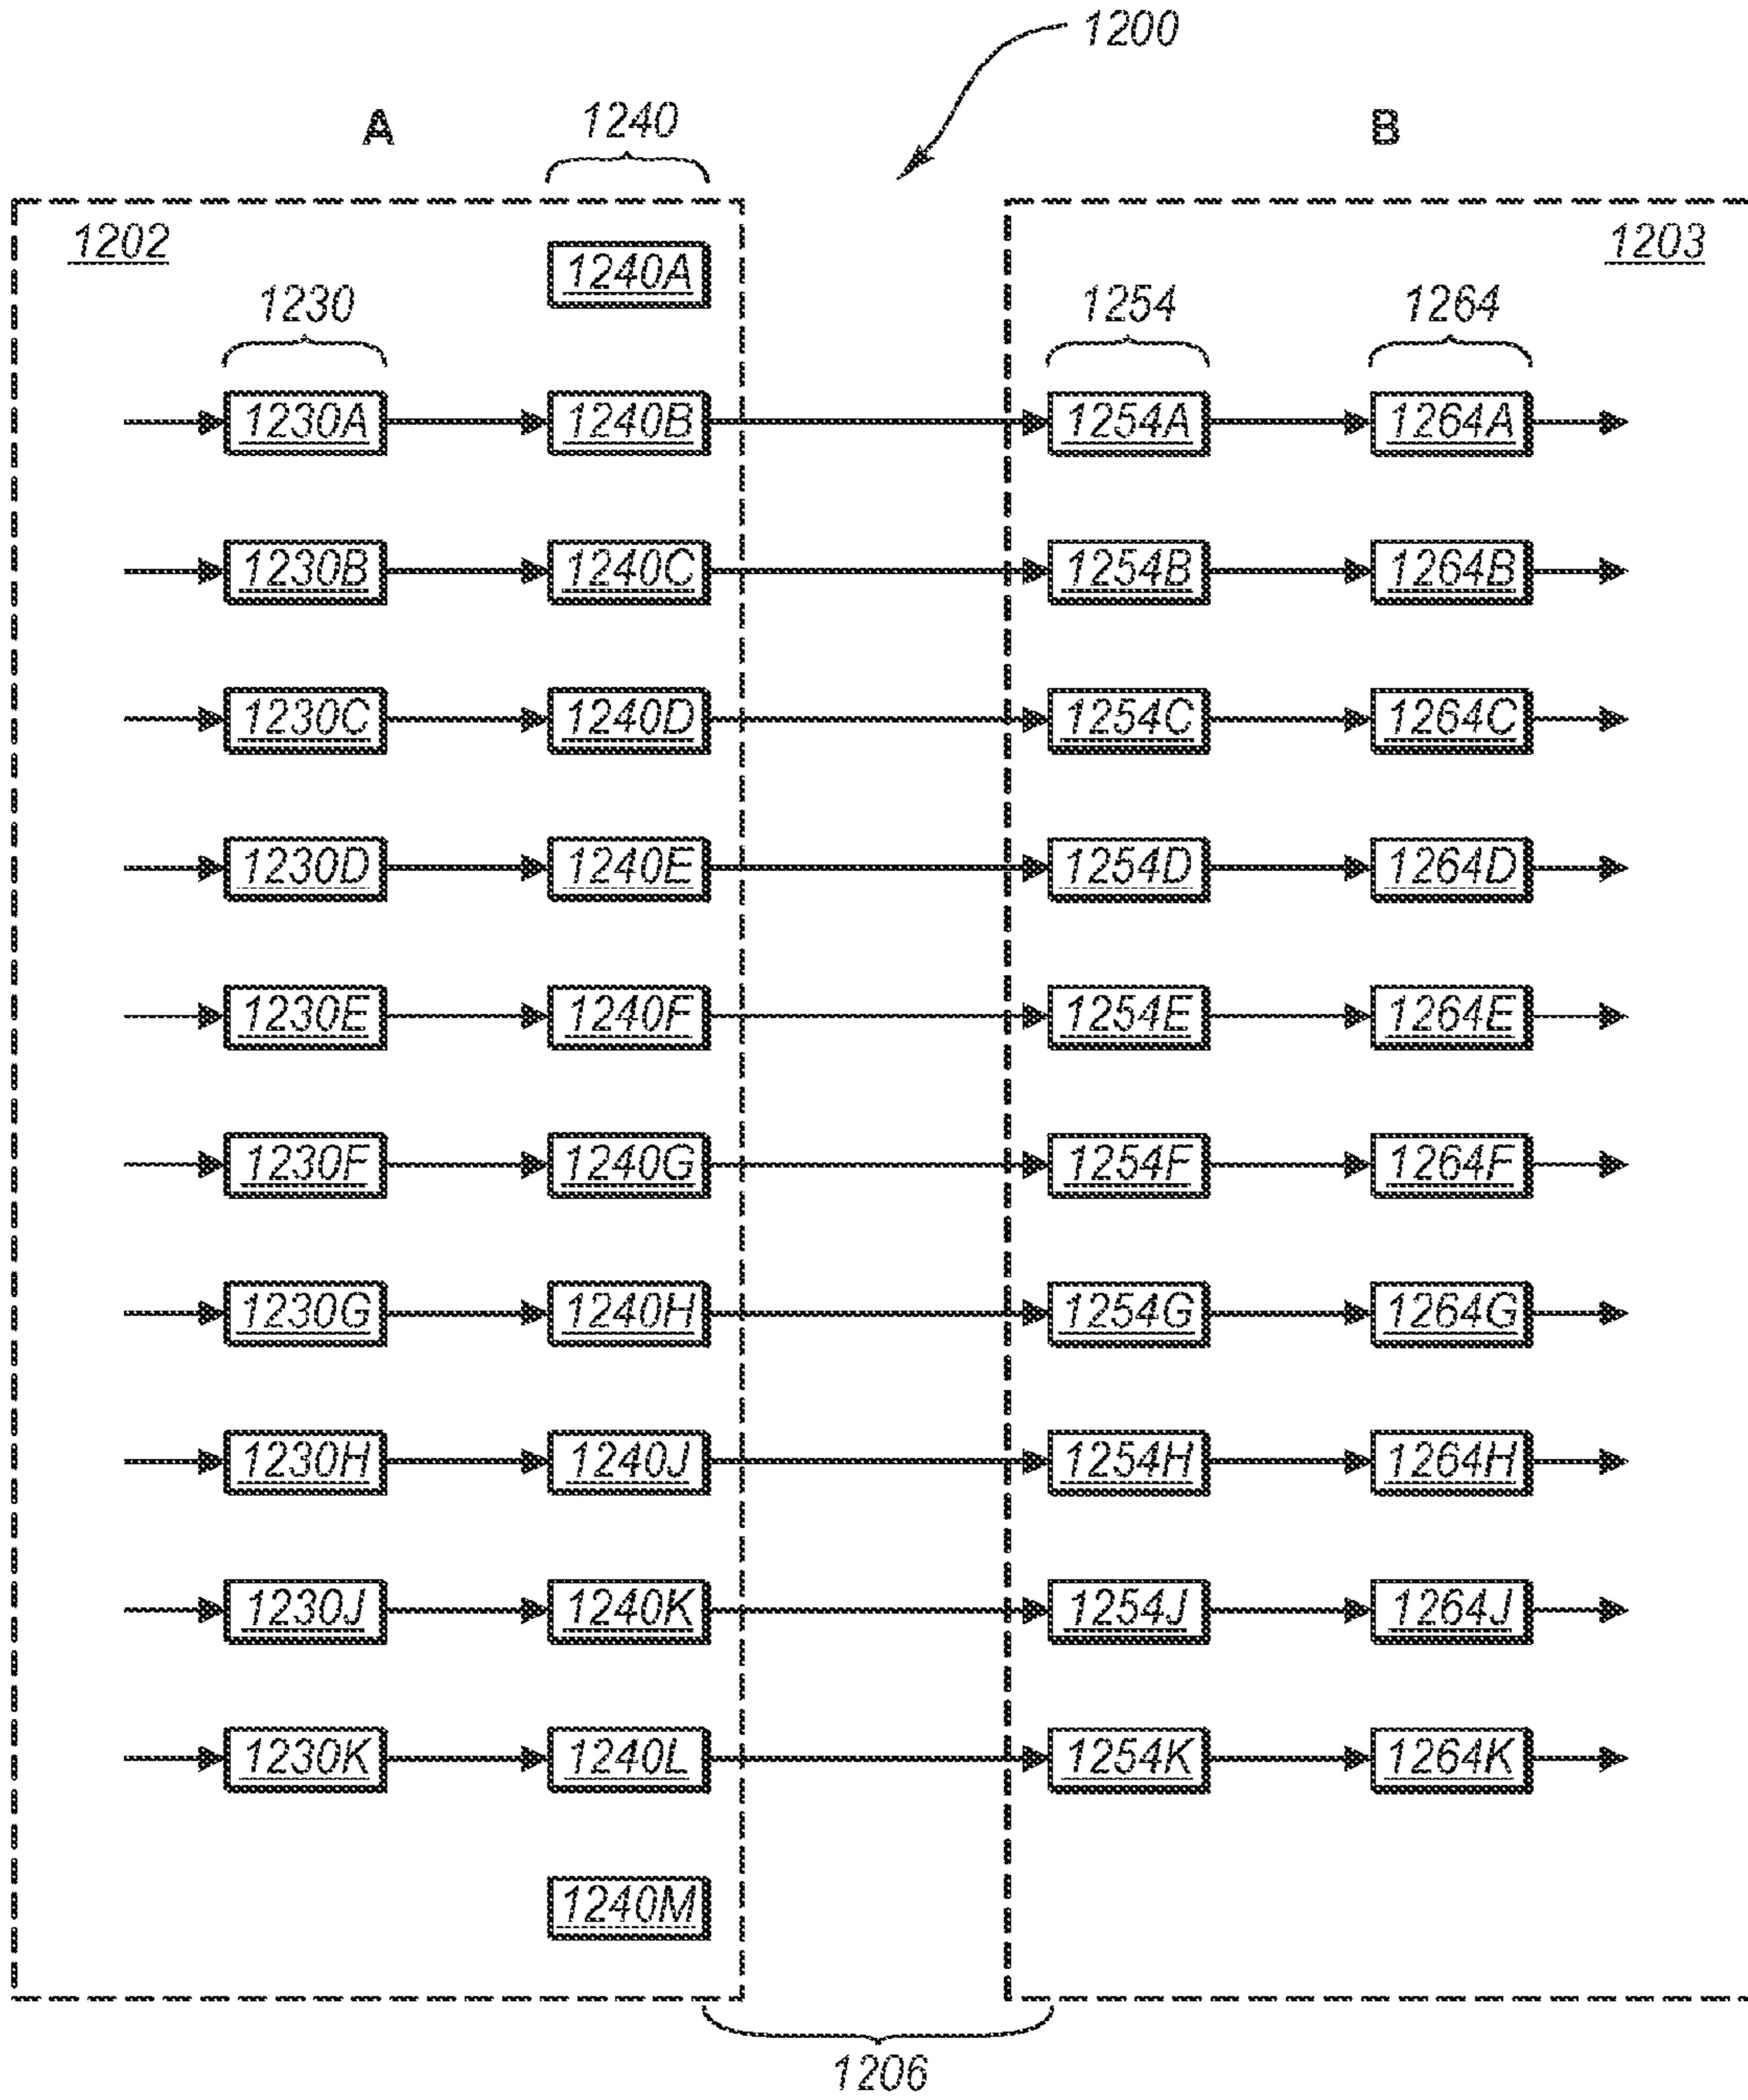 1200
A 1240 B
1202 1240A 1203
1230 1254 1264
1230A 1240B 1254A 1264A
1230B 1240C 1254B 1264B
1230C 1240D 1254C 1264C
1230D 1240E 1254D 1264D
1230E 1240F 1254E 1264E
1230F 1240G 1254F 1264F
1230G 1240H 1254G 1264G
1230H 1240J 1254H 1264H
1230J 1240K 1254J 1264J
1230K 1240L 1254K 1264K
1240M
1206